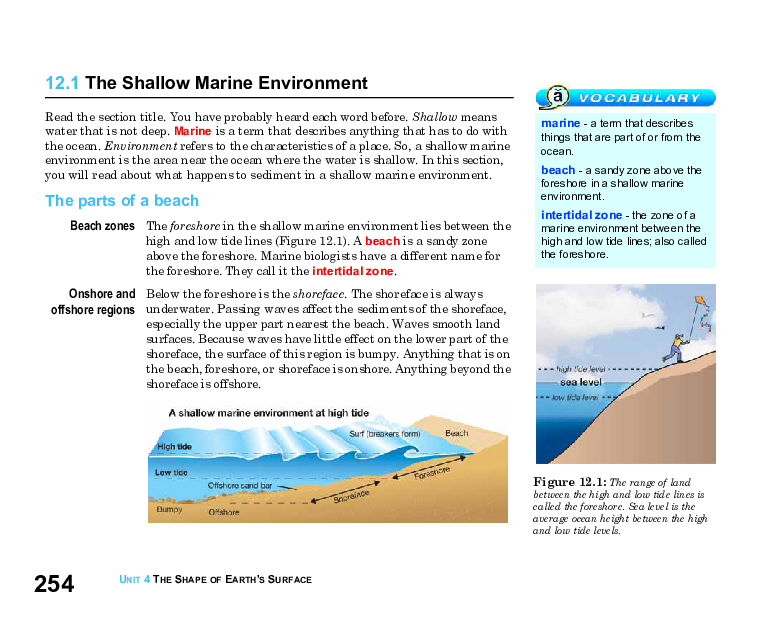 12.1 The Shallow Marine Environment
Read the section title. You have probably heard each word before. Shallow means
water that is not deep. Marine is a term that describes anything that has to do with
the ocean. Environment refers to the characteristics of a place. So, a shallow marine
environment is the area near the ocean where the water is shallow. In this section,
you will read about what happens to sediment in a shallow marine environment.
The parts of a beach
Beach zones
The foreshore in the shallow marine environment lies between the
high and low tide lines (Figure 12.1). A beach is a sandy zone
above the foreshore. Marine biologists have a different name for
the foreshore. They call it the intertidal zone.
Onshore and
offshore regions
Below the foreshore is the shoreface. The shoreface is always
underwater. Passing waves affect the sediments of the shoreface,
especially the upper part nearest the beach. Waves smooth land
surfaces. Because waves have little effect on the lower part of the
shoreface, the surface of this region is bumpy. Anything that is on
the beach, foreshore, or shoreface is onshore. Anything beyond the
shoreface is offshore.
A shallow marine environment at high tide
Surf (breakers form)
Beach
High tide
Low tide
Offshore sand bar
Foreshore
Shoreface
Bumpy
Offshore
ă VOCABULARY
marine - a term that describes
things that are part of or from the
ocean.
beach - a sandy zone above the
foreshore in a shallow marine
environment.
intertidal zone - the zone of a
marine environment between the
high and low tide lines; also called
the foreshore.
high tide level
sea level
low tide level
Figure 12.1: The range of land
between the high and low tide lines is
called the foreshore. Sea level is the
average ocean height between the high
and low tide levels.
254
UNIT 4 THE SHAPE OF EARTH'S SURFACE